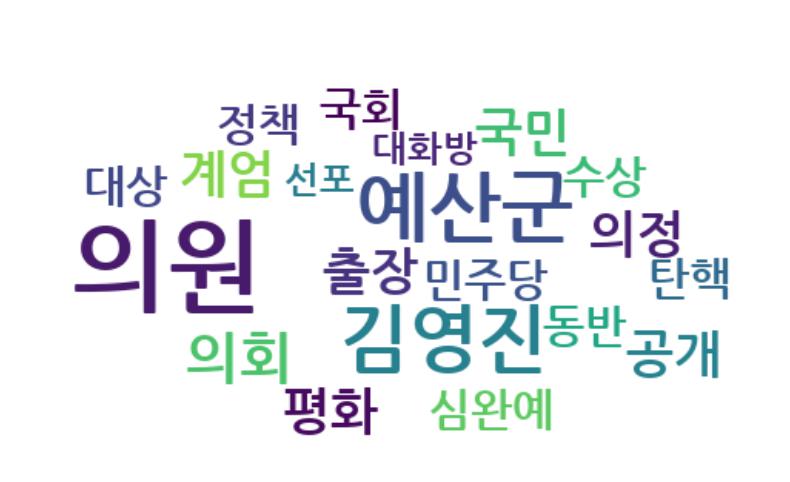 국회
정책
국민
대화방
계엄
선포
수상
대상
예산군
의정
의원
출장
민주당
탄핵
김영진
동반
공개
의회
평화
심완예